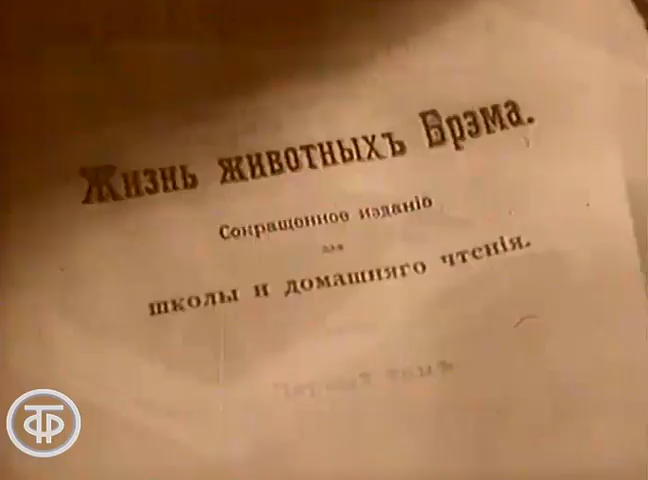 Жизнь животныхъ Брэма.
Сокращенное изданіе
для
школы и домашняго чтенія.